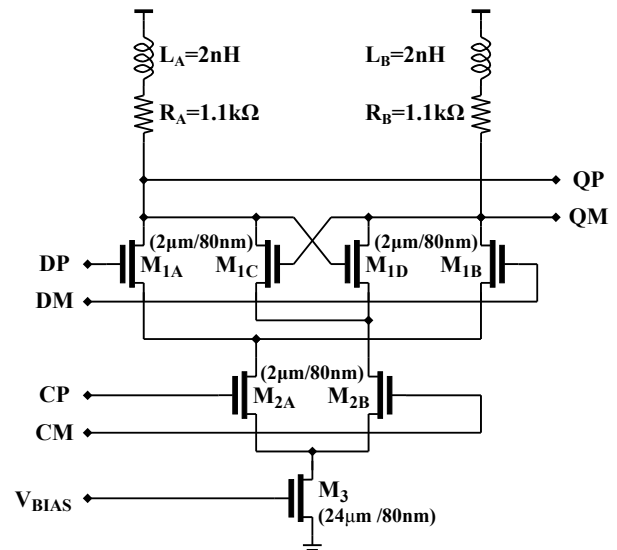 L_A=2nH L_B=2nH
R_A=1.1kΩ R_B=1.1kΩ
QP
QM
(2μm/80nm) (2μm/80nm)
DP M_1A M_1C M_1D M_1B
DM
(2μm/80nm)
CP M_2A M_2B
CM
M_3
V_BIAS (24μm /80nm)